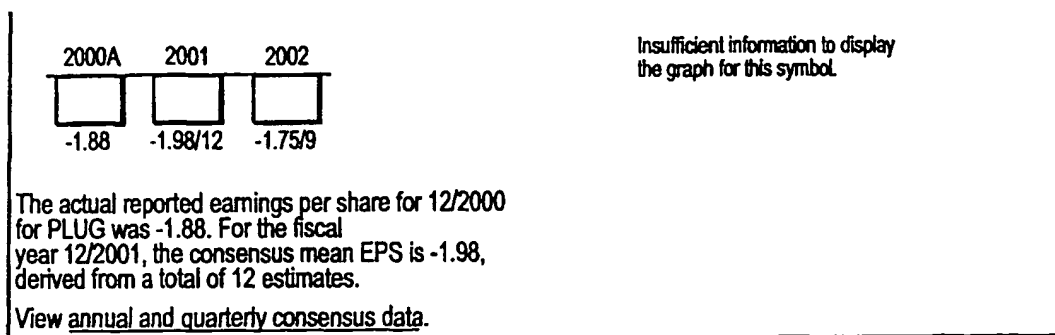 2000A 2001 2002
-1.88 -1.98/12 -1.75/9
The actual reported earnings per share for 12/2000
for PLUG was -1.88. For the fiscal
year 12/2001, the consensus mean EPS is -1.98,
derived from a total of 12 estimates.
View annual and quarterly consensus data.
Insufficient information to display
the graph for this symbol.